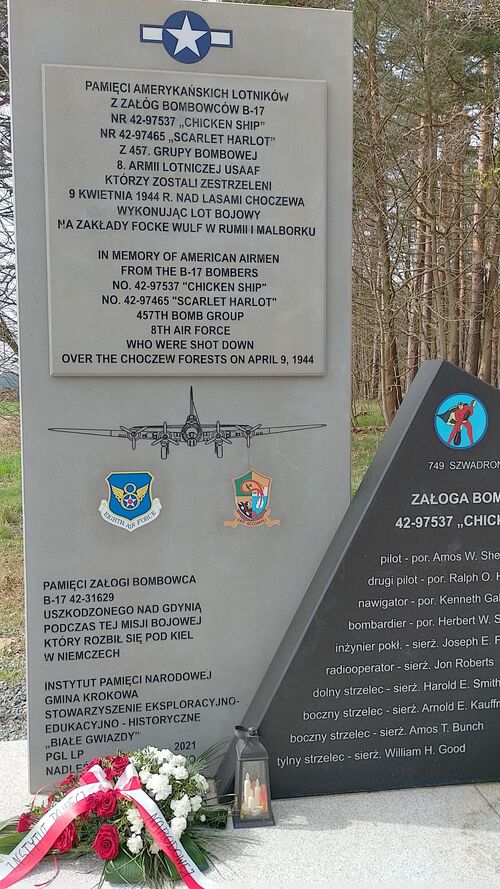 PAMIĘCI AMERYKAŃSKICH LOTNIKÓW
Z ZAŁÓG BOMBOWCÓW B-17
NR 42-97537 „CHICKEN SHIP”
NR 42-97465 „SCARLET HARLOT”
Z 457. GRUPY BOMBOWEJ
8. ARMII LOTNICZEJ USAAF
KTÓRZY ZOSTALI ZESTRZELENI
9 KWIETNIA 1944 R. NAD LASAMI CHOCZEWA
WYKONUJĄC LOT BOJOWY
NA ZAKŁADY FOCKE WULF W RUMII I MALBORKU
IN MEMORY OF AMERICAN AIRMEN
FROM THE B-17 BOMBERS
NO. 42-97537 "CHICKEN SHIP"
NO. 42-97465 "SCARLET HARLOT"
457TH BOMB GROUP
8TH AIR FORCE
WHO WERE SHOT DOWN
OVER THE CHOCZEW FORESTS ON APRIL 9, 1944
EIGHTH AIR FORCE
FAIT ACCOMPLI
PAMIĘCI ZAŁOGI BOMBOWCA
B-17 42-31629
USZKODZONEGO NAD GDYNIĄ
PODCZAS TEJ MISJI BOJOWEJ
KTÓRY ROZBIŁ SIĘ POD KIEL
W NIEMCZECH
INSTYTUT PAMIĘCI NARODOWEJ
GMINA KROKOWA
STOWARZYSZENIE EKSPLORACYJNO-
EDUKACYJNO - HISTORYCZNE
„BIAŁE GWIAZDY”
PGL LP 2021
749 SZWADRON
ZAŁOGA BOM
42-97537 „CHICK
pilot - por. Amos W. She
drugi pilot - por. Ralph O. H
nawigator - por. Kenneth Gal
bombardier - por. Herbert W. S
inżynier pokł. - sierż. Joseph E. F
radiooperator - sierż. Jon Roberts
dolny strzelec - sierż. Harold E. Smith
boczny strzelec - sierż. Arnold E. Kauffm
boczny strzelec - sierż. Amos T. Bunch
tylny strzelec - sierż. William H. Good
INSTYTUT